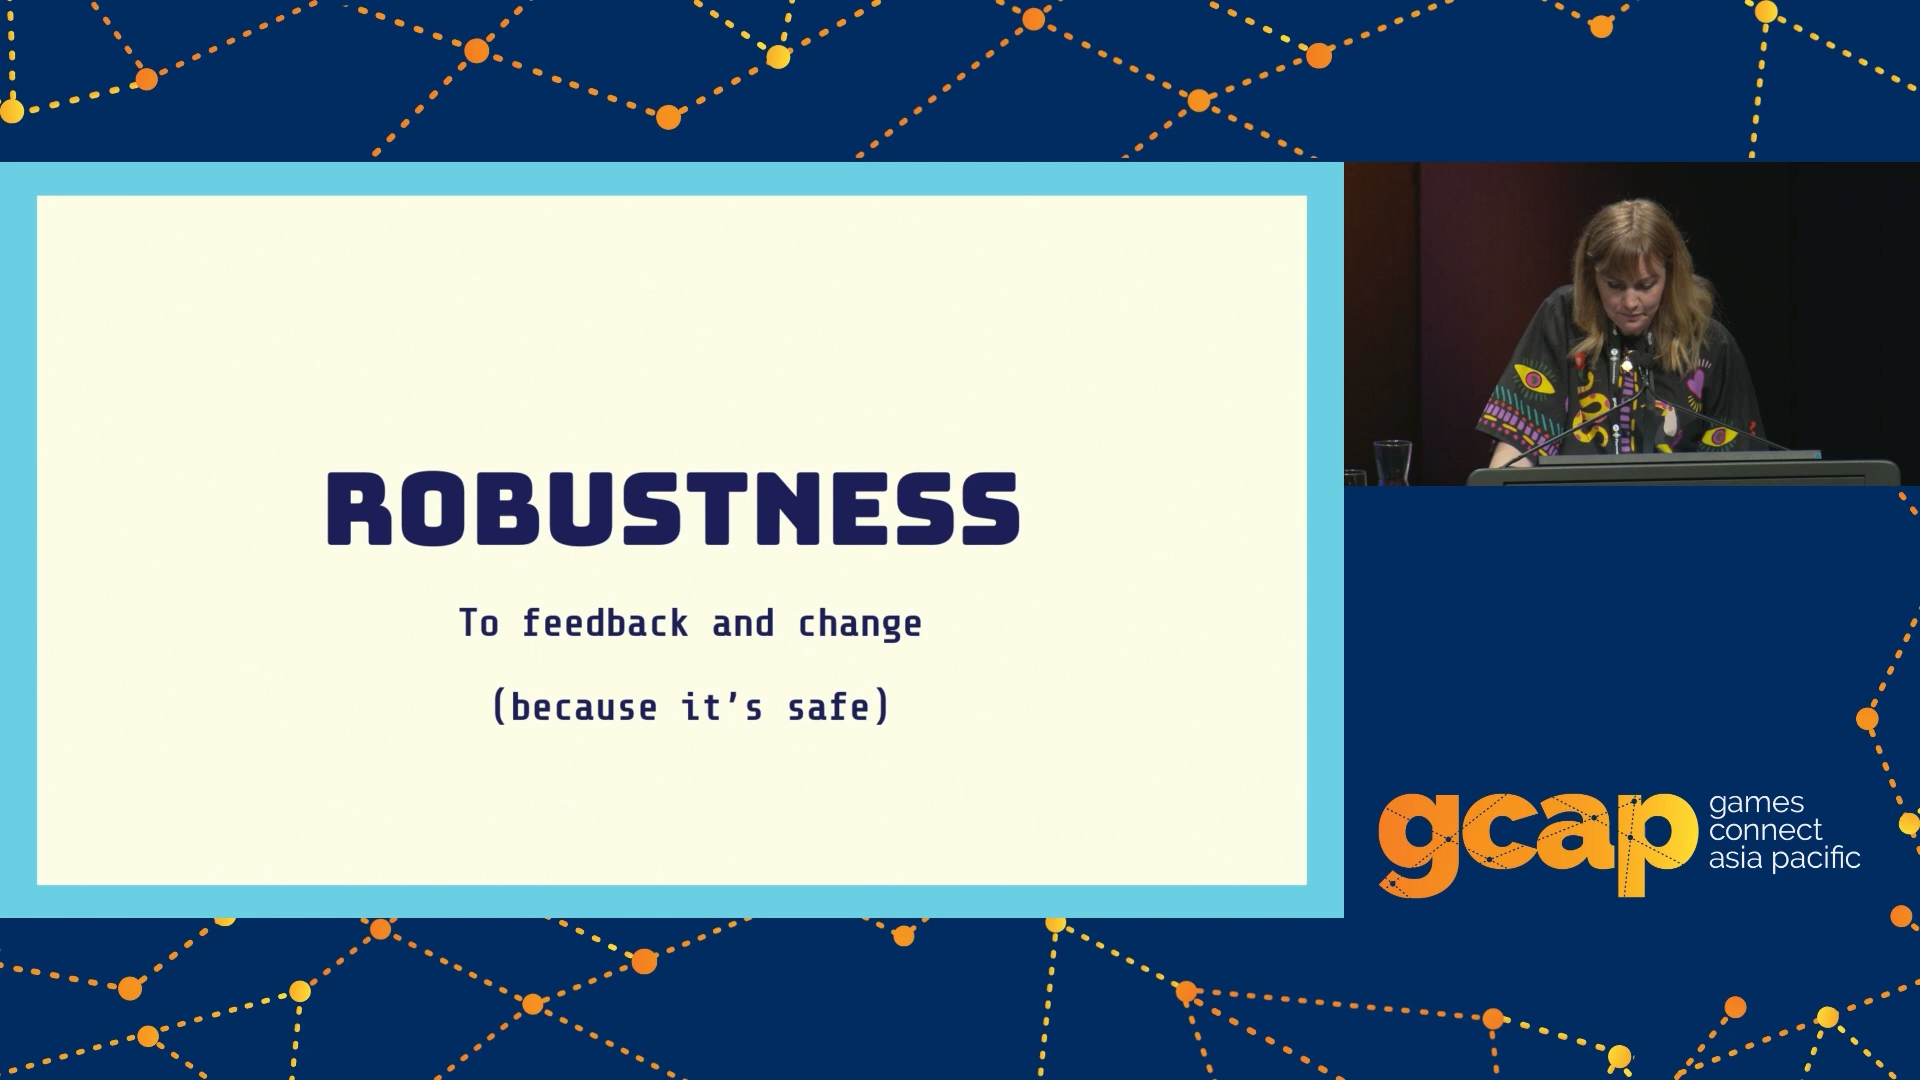 ROBUSTNESS
To feedback and change
(because it's safe)
gcap
games
connect
asia pacific